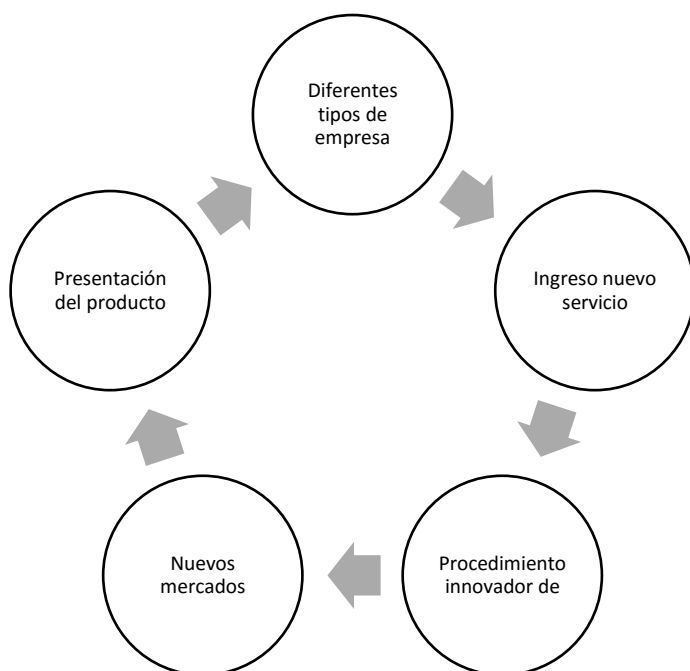 Diferentes
tipos de
empresa
Ingreso nuevo
servicio
Procedimiento
innovador de
Nuevos
mercados
Presentación
del producto